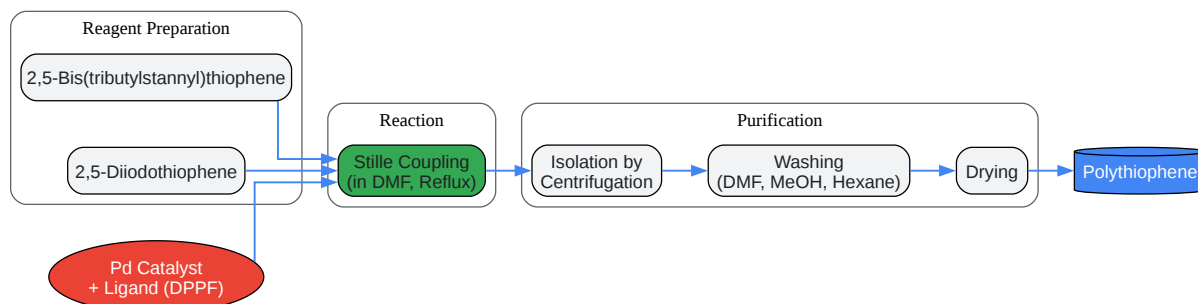 Reagent Preparation
2,5-Bis(tributylstannyl)thiophene
2,5-Diiodothiophene
Pd Catalyst
+ Ligand (DPPF)
Reaction
Stille Coupling
(in DMF, Reflux)
Purification
Isolation by
Centrifugation
Washing
(DMF, MeOH, Hexane)
Drying
Polythiophene